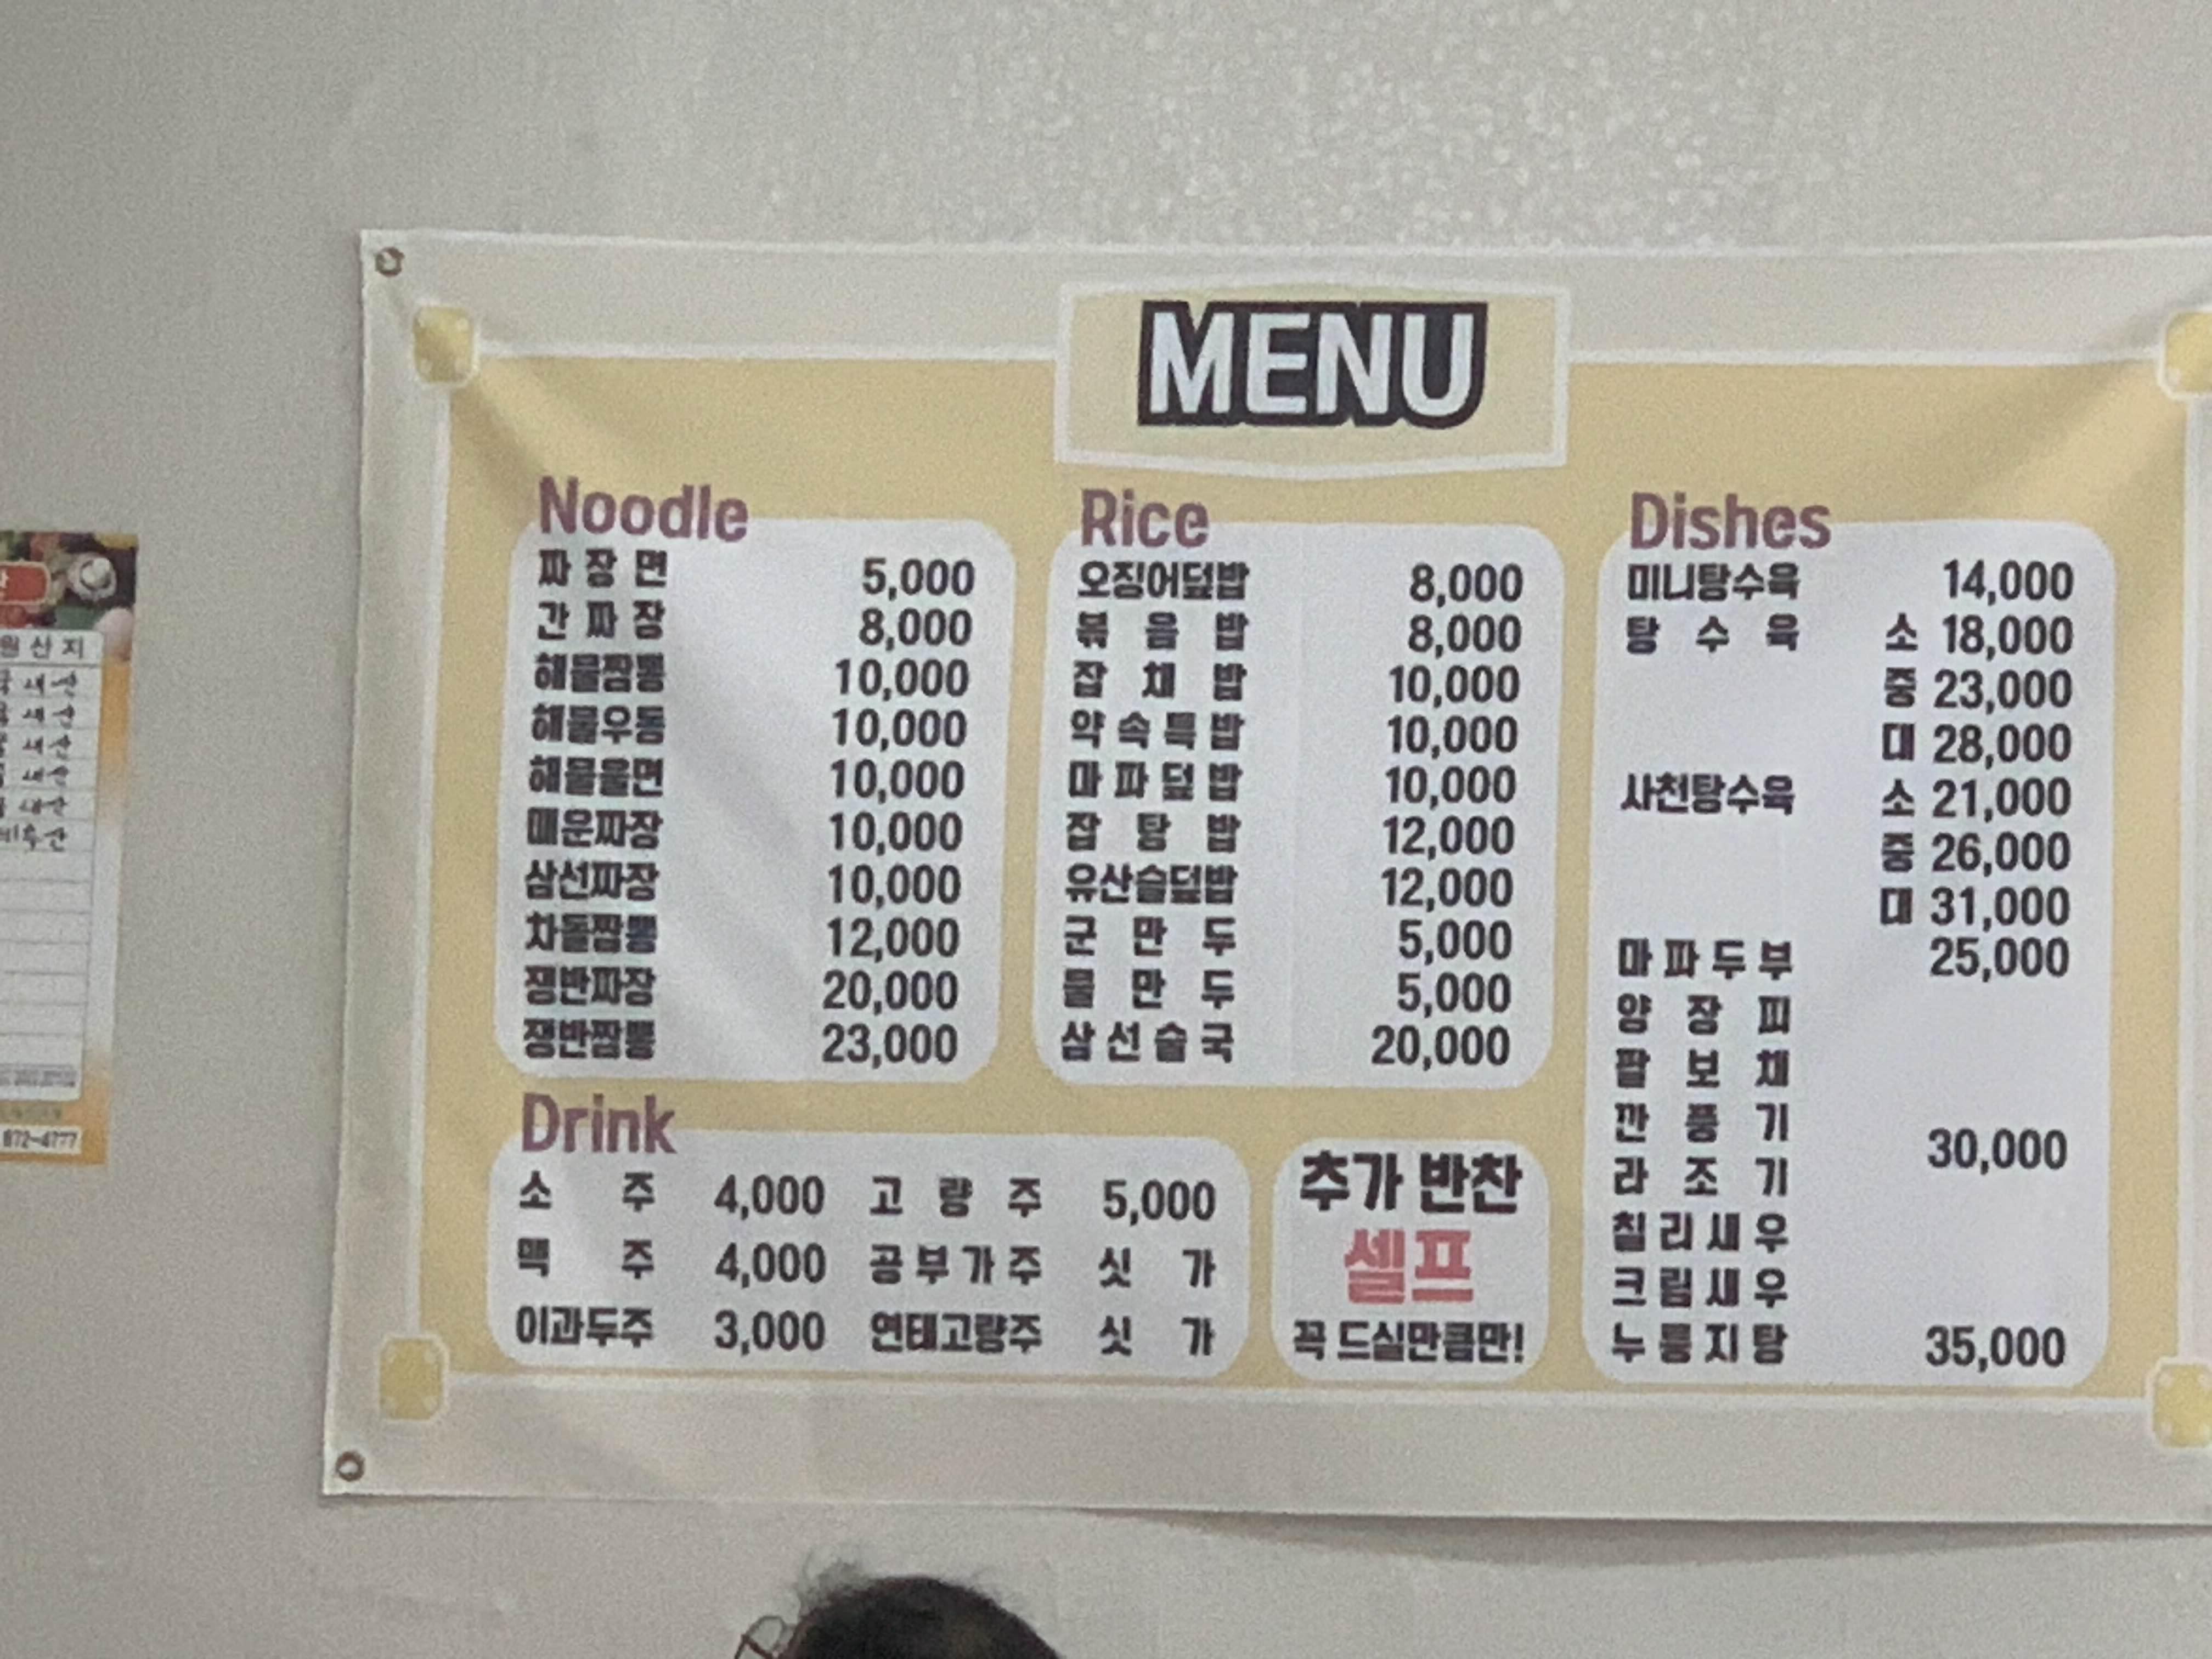 MENU
Noodle
짜장면 5,000
간짜장 8,000
해물짬뽕 10,000
해물우동 10,000
해물울면 10,000
매운짜장 10,000
삼선짜장 10,000
차돌짬뽕 12,000
쟁반짜장 20,000
쟁반짬뽕 23,000
Rice
오징어덮밥 8,000
볶음밥 8,000
잡채밥 10,000
약속특밥 10,000
마파덮밥 10,000
잡탕밥 12,000
유산슬덮밥 12,000
군만두 5,000
물만두 5,000
삼선술국 20,000
Dishes
미니탕수육 14,000
탕수육 소 18,000
중 23,000
대 28,000
사천탕수육 소 21,000
중 26,000
대 31,000
마파두부 25,000
양장피
팔보채
깐풍기
30,000
라조기
칠리새우
크림새우
누룽지탕 35,000
Drink
소주 4,000 고량주 5,000
맥주 4,000 공부가주 싯가
이과두주 3,000 연태고량주 싯가
추가 반찬
셀프
꼭 드실만큼만!
원산지
872-4777